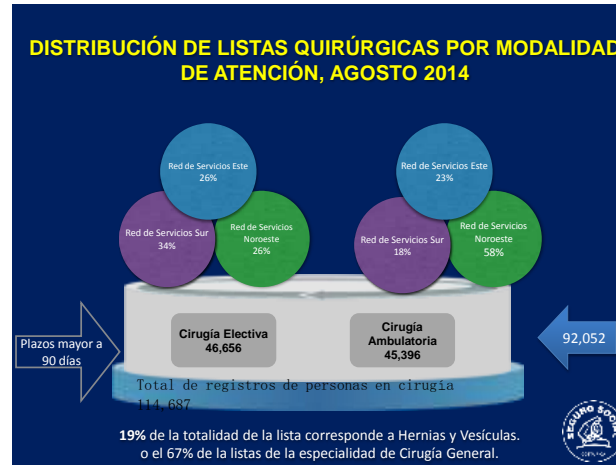 DISTRIBUCIÓN DE LISTAS QUIRÚRGICAS POR MODALIDAD
DE ATENCIÓN, AGOSTO 2014
Red de Servicios Este
26%
Red de Servicios Sur
34%
Red de Servicios
Noroeste
26%
Red de Servicios Este
23%
Red de Servicios Sur
18%
Red de Servicios
Noroeste
58%
Plazos mayor a
90 días
Cirugía Electiva
46,656
Cirugía
Ambulatoria
45,396
92,052
Total de registros de personas en cirugía
114,687
19% de la totalidad de la lista corresponde a Hernias y Vesículas.
o el 67% de la listas de la especialidad de Cirugía General.
SEGURO SOCIAL